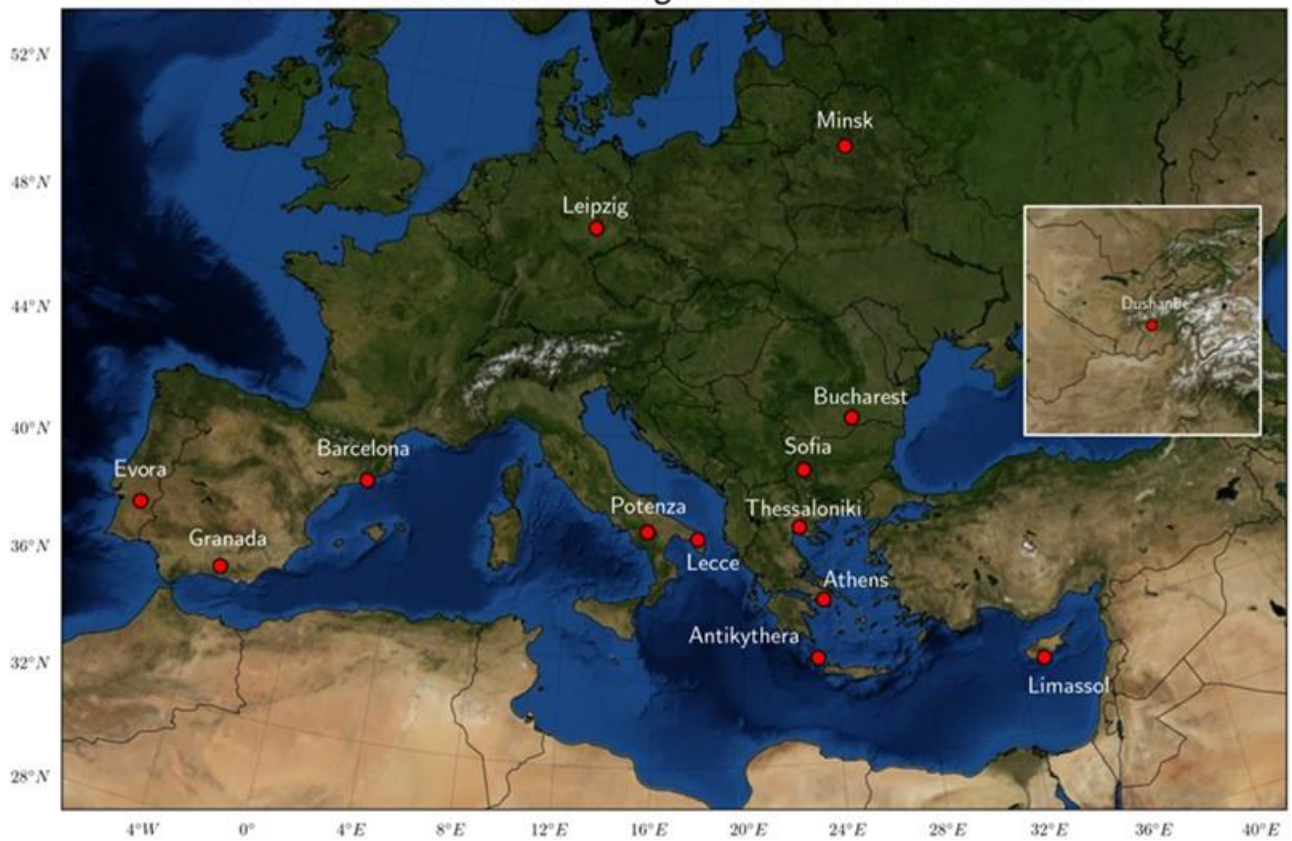 52°N
Minsk
48°N
Leipzig
Dushanbe
44°N
Bucharest
40°N
Barcelona
Sofia
Evora
Potenza
Thessaloniki
36°N
Granada
Lecce
Athens
Antikythera
32°N
Limassol
28°N
4°W 0° 4°E 8°E 12°E 16°E 20°E 24°E 28°E 32°E 36°E 40°E